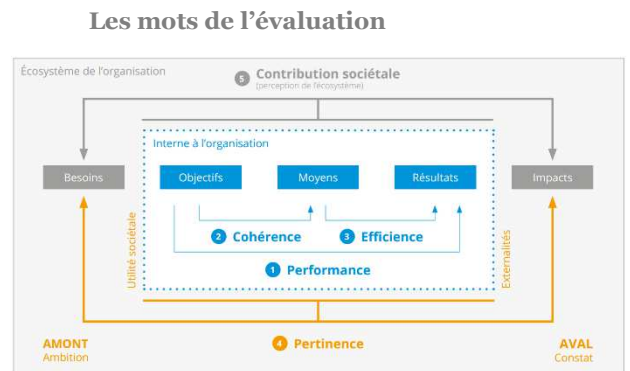 Les mots de l’évaluation
Écosystème de l'organisation
5 Contribution sociétale
(perception de l'écosystème)
Interne à l'organisation
Besoins
Objectifs
Moyens
Résultats
Impacts
2 Cohérence
3 Efficience
1 Performance
Utilité sociétale
Externalités
AMONT
Ambition
4 Pertinence
AVAL
Constat